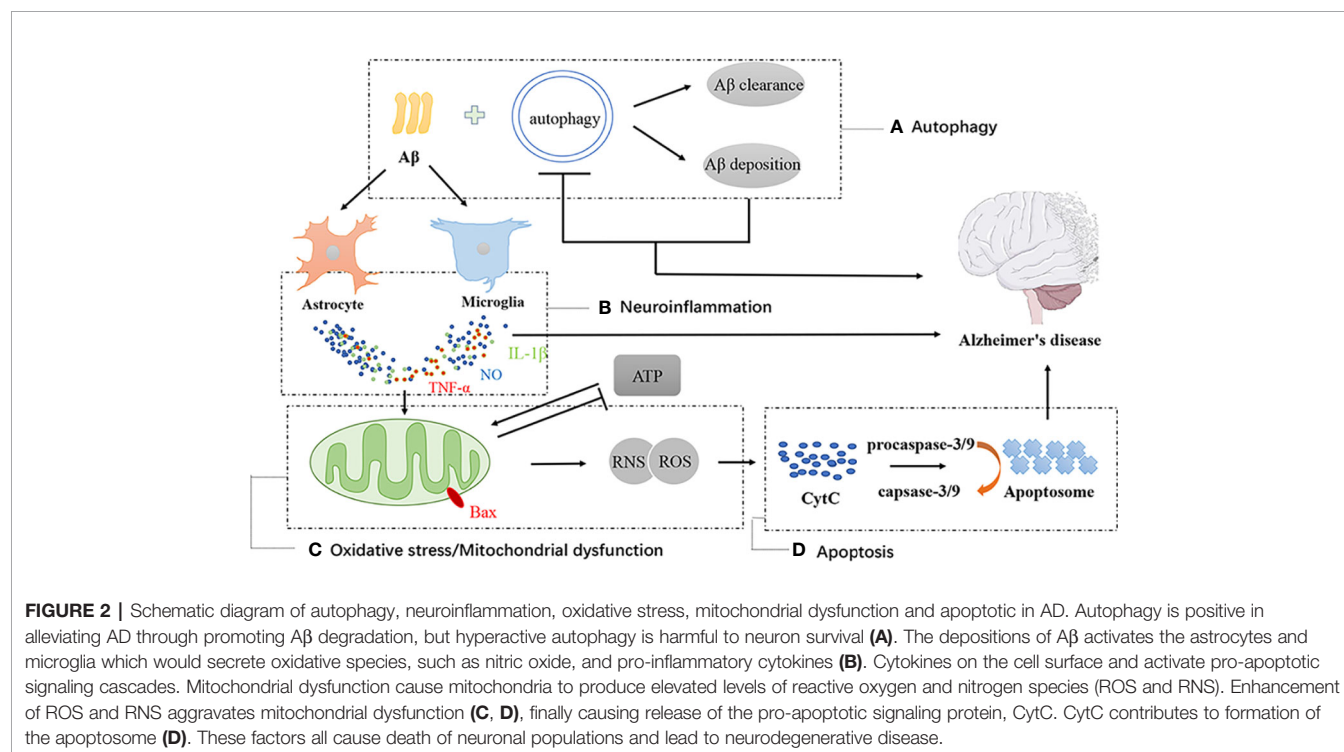 Aβ clearance
autophagy
Aβ
Aβ deposition
A Autophagy
Astrocyte
Microglia
B Neuroinflammation
IL-1β
NO
TNF-α
Alzheimer's disease
ATP
RNS
ROS
Bax
C Oxidative stress/Mitochondrial dysfunction
procaspase-3/9
capsase-3/9
CytC
Apoptosome
D Apoptosis
FIGURE 2 | Schematic diagram of autophagy, neuroinflammation, oxidative stress, mitochondrial dysfunction and apoptotic in AD. Autophagy is positive in
alleviating AD through promoting Aβ degradation, but hyperactive autophagy is harmful to neuron survival (A). The depositions of Aβ activates the astrocytes and
microglia which would secrete oxidative species, such as nitric oxide, and pro-inflammatory cytokines (B). Cytokines on the cell surface and activate pro-apoptotic
signaling cascades. Mitochondrial dysfunction cause mitochondria to produce elevated levels of reactive oxygen and nitrogen species (ROS and RNS). Enhancement
of ROS and RNS aggravates mitochondrial dysfunction (C, D), finally causing release of the pro-apoptotic signaling protein, CytC. CytC contributes to formation of
the apoptosome (D). These factors all cause death of neuronal populations and lead to neurodegenerative disease.